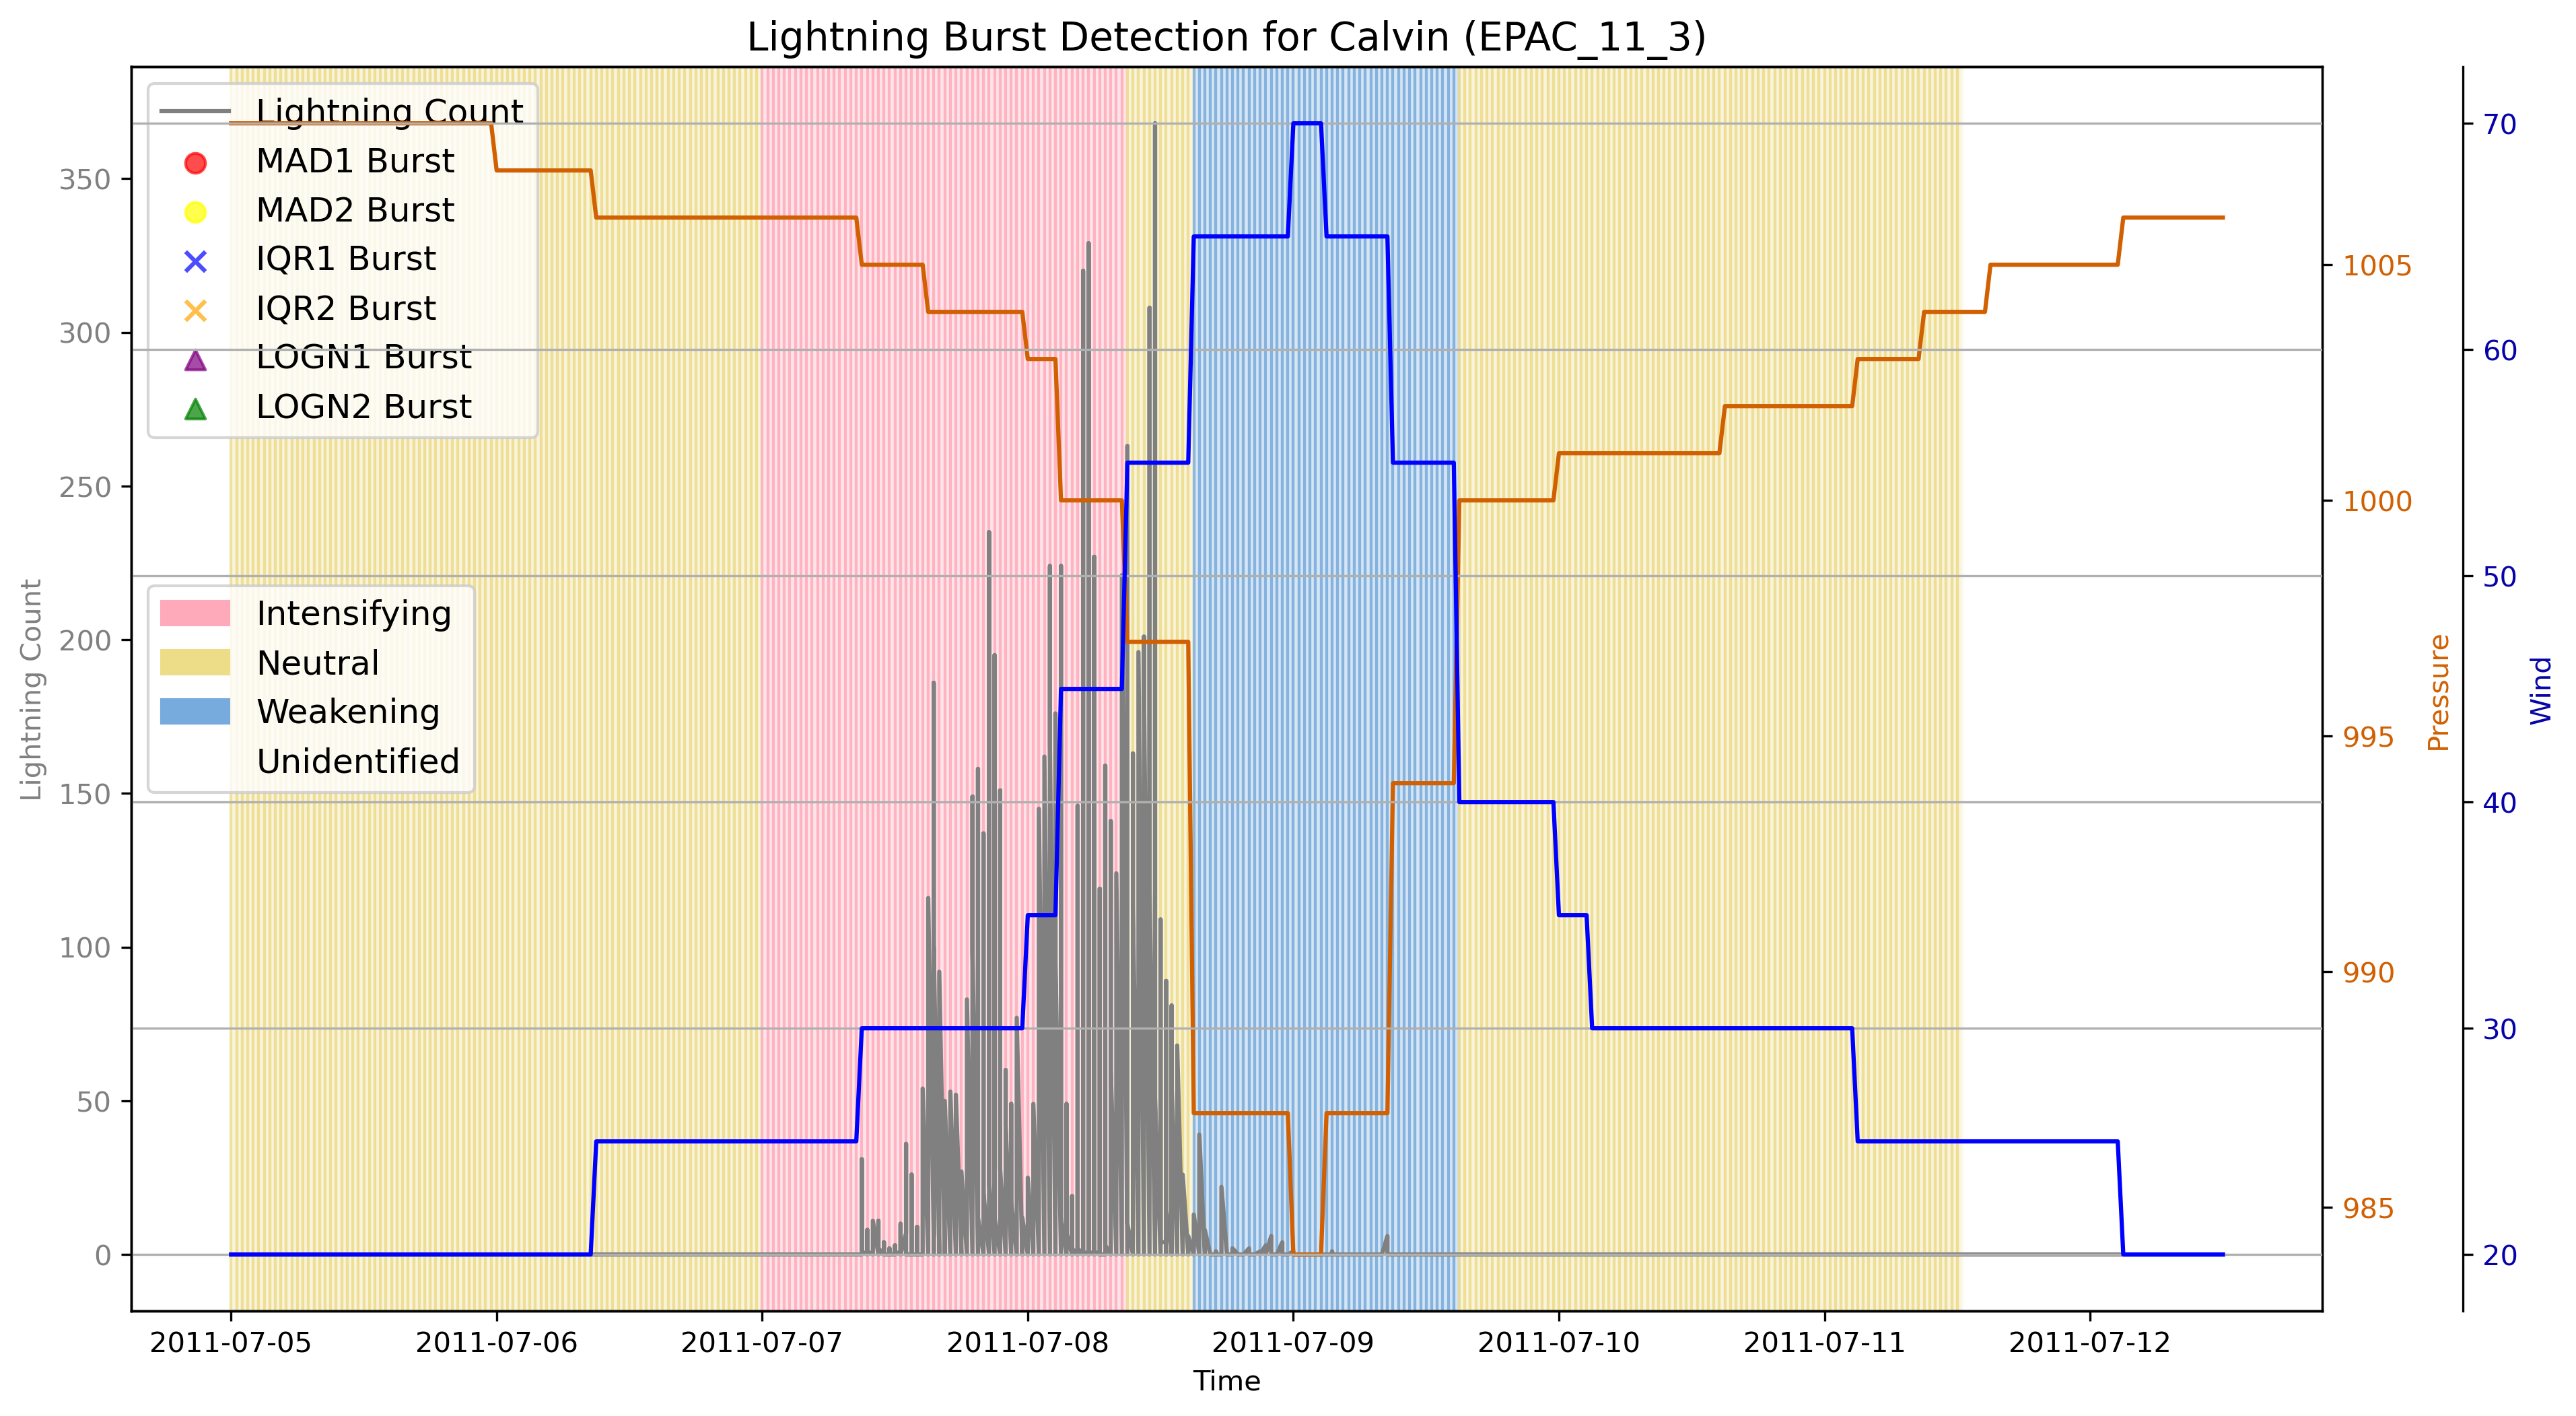 Lightning Burst Detection for Calvin (EPAC_11_3)
Lightning Count
MAD1 Burst
MAD2 Burst
IQR1 Burst
IQR2 Burst
LOGN1 Burst
LOGN2 Burst
Intensifying
Neutral
Weakening
Unidentified
Lightning Count
350
300
250
200
150
100
50
0
1005
1000
995
990
985
Pressure
70
60
50
40
30
20
Wind
2011-07-05 2011-07-06 2011-07-07 2011-07-08 2011-07-09 2011-07-10 2011-07-11 2011-07-12
Time